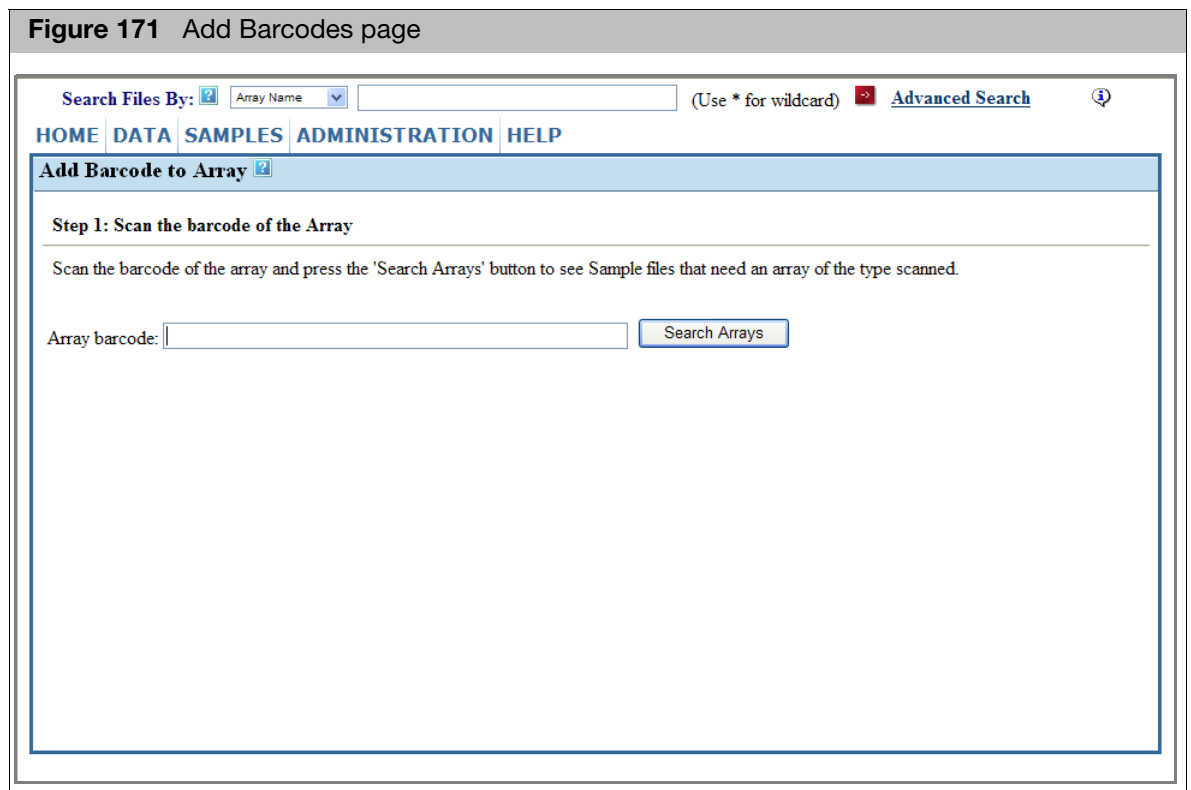 Figure 171 Add Barcodes page
Search Files By: ? Array Name (Use * for wildcard) Advanced Search
HOME DATA SAMPLES ADMINISTRATION HELP
Add Barcode to Array ?
Step 1: Scan the barcode of the Array
Scan the barcode of the array and press the 'Search Arrays' button to see Sample files that need an array of the type scanned.
Array barcode: Search Arrays